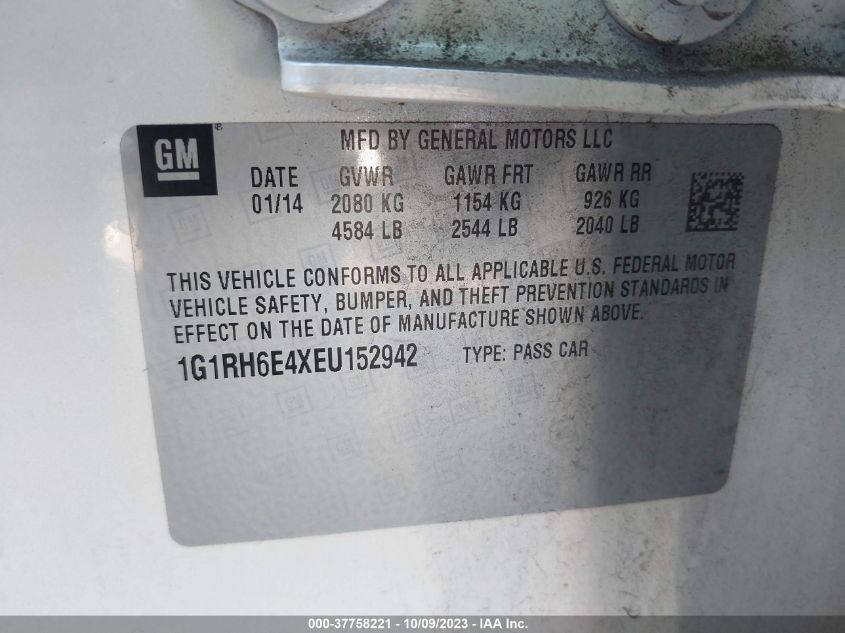 GM ®
MFD BY GENERAL MOTORS LLC
DATE GVWR GAWR FRT GAWR RR
01/14 2080 KG 1154 KG 926 KG
4584 LB 2544 LB 2040 LB
THIS VEHICLE CONFORMS TO ALL APPLICABLE U.S. FEDERAL MOTOR
VEHICLE SAFETY, BUMPER, AND THEFT PREVENTION STANDARDS IN
EFFECT ON THE DATE OF MANUFACTURE SHOWN ABOVE.
1G1RH6E4XEU152942 TYPE: PASS CAR
000-37758221 - 10/09/2023 - IAA Inc.